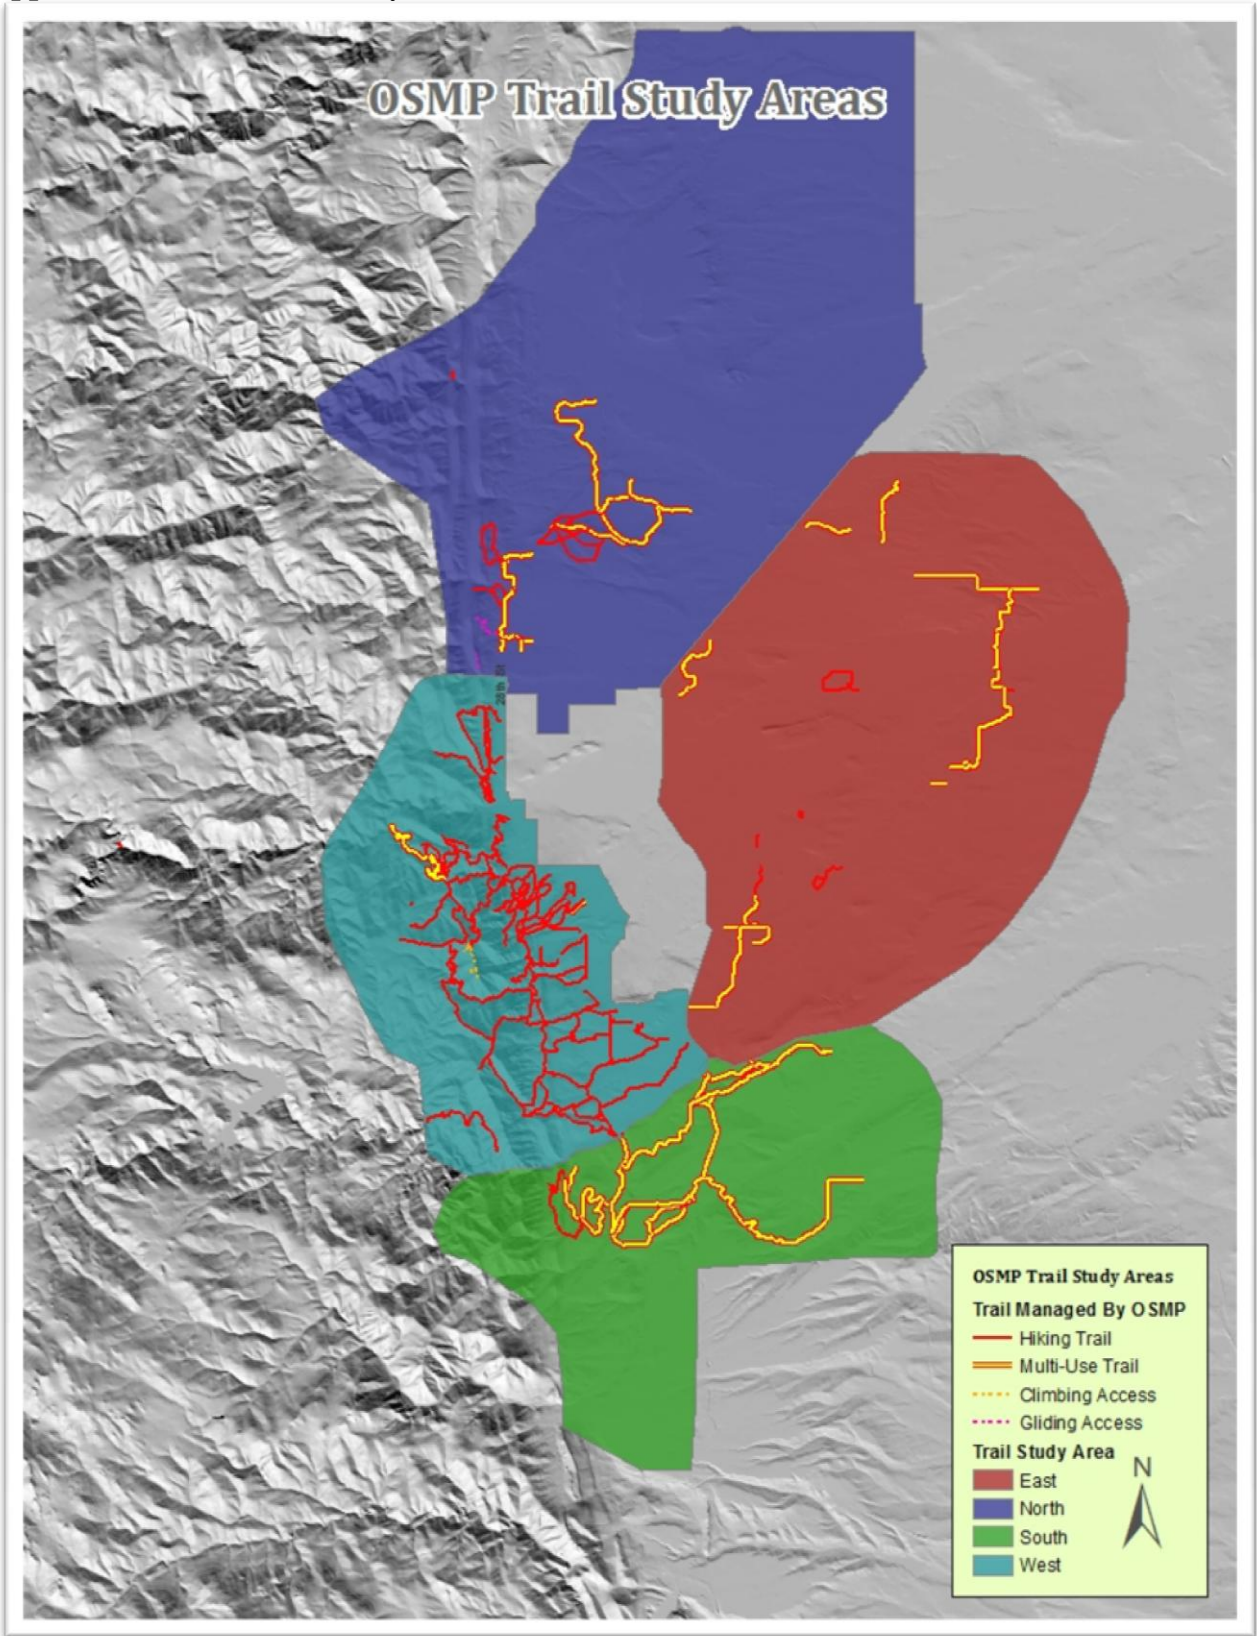 OSMP Trail Study Areas
OSMP Trail Study Areas
Trail Managed By OSMP
Hiking Trail
Multi-Use Trail
Climbing Access
Gliding Access
Trail Study Area
N
East
North
South
West